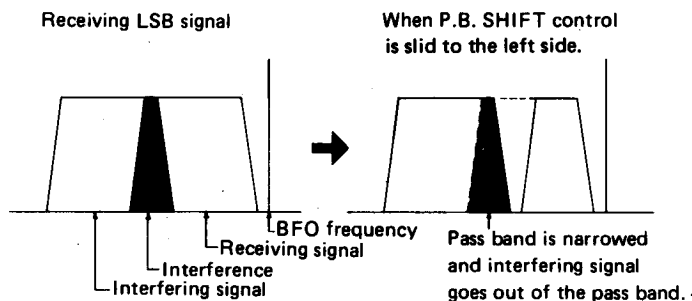 Receiving LSB signal
When P.B. SHIFT control
is slid to the left side.
BFO frequency
Receiving signal
Interference
Interfering signal
Pass band is narrowed
and interfering signal
goes out of the pass band.